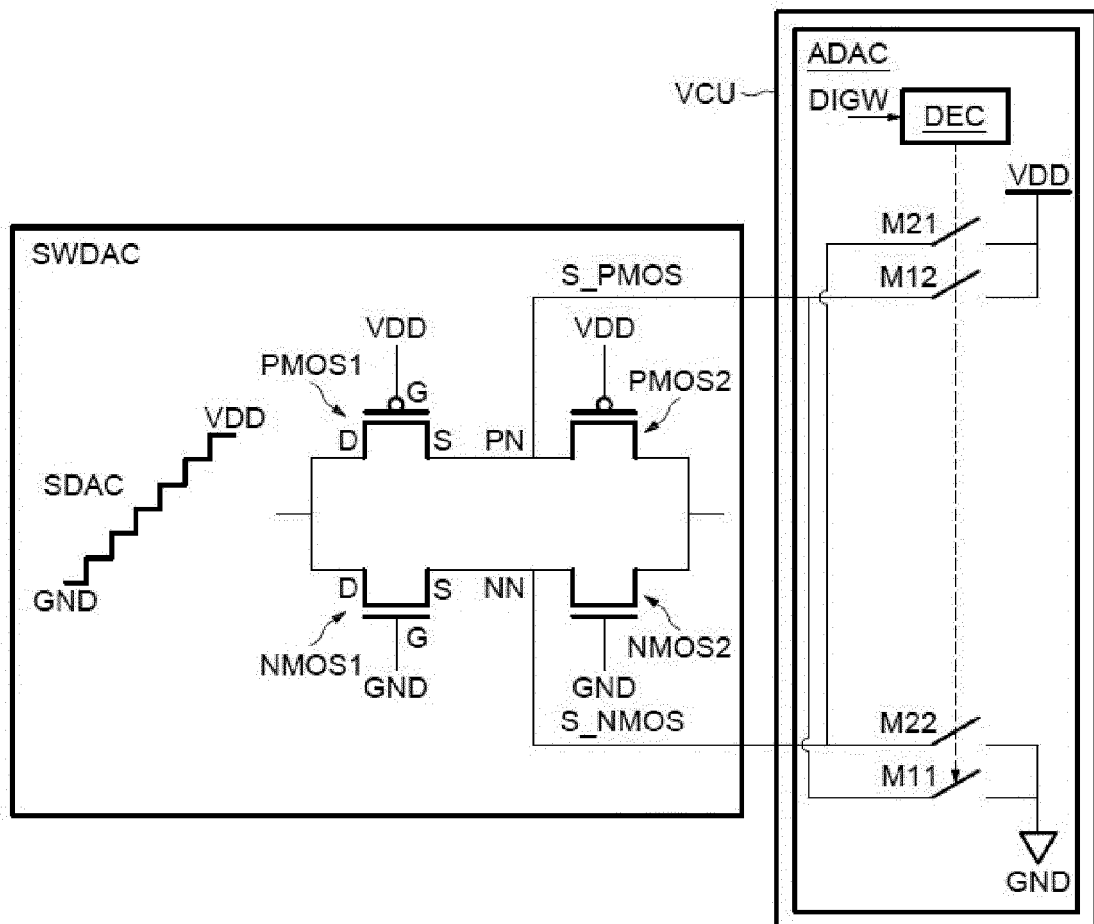 ADAC
VCU
DIGW
DEC
VDD
M21
M12
SWDAC
S_PMOS
VDD
VDD
PMOS1
G
PMOS2
VDD
D
S
PN
SDAC
D
S
NN
GND
NMOS1
G
NMOS2
GND
GND
S_NMOS
M22
M11
GND